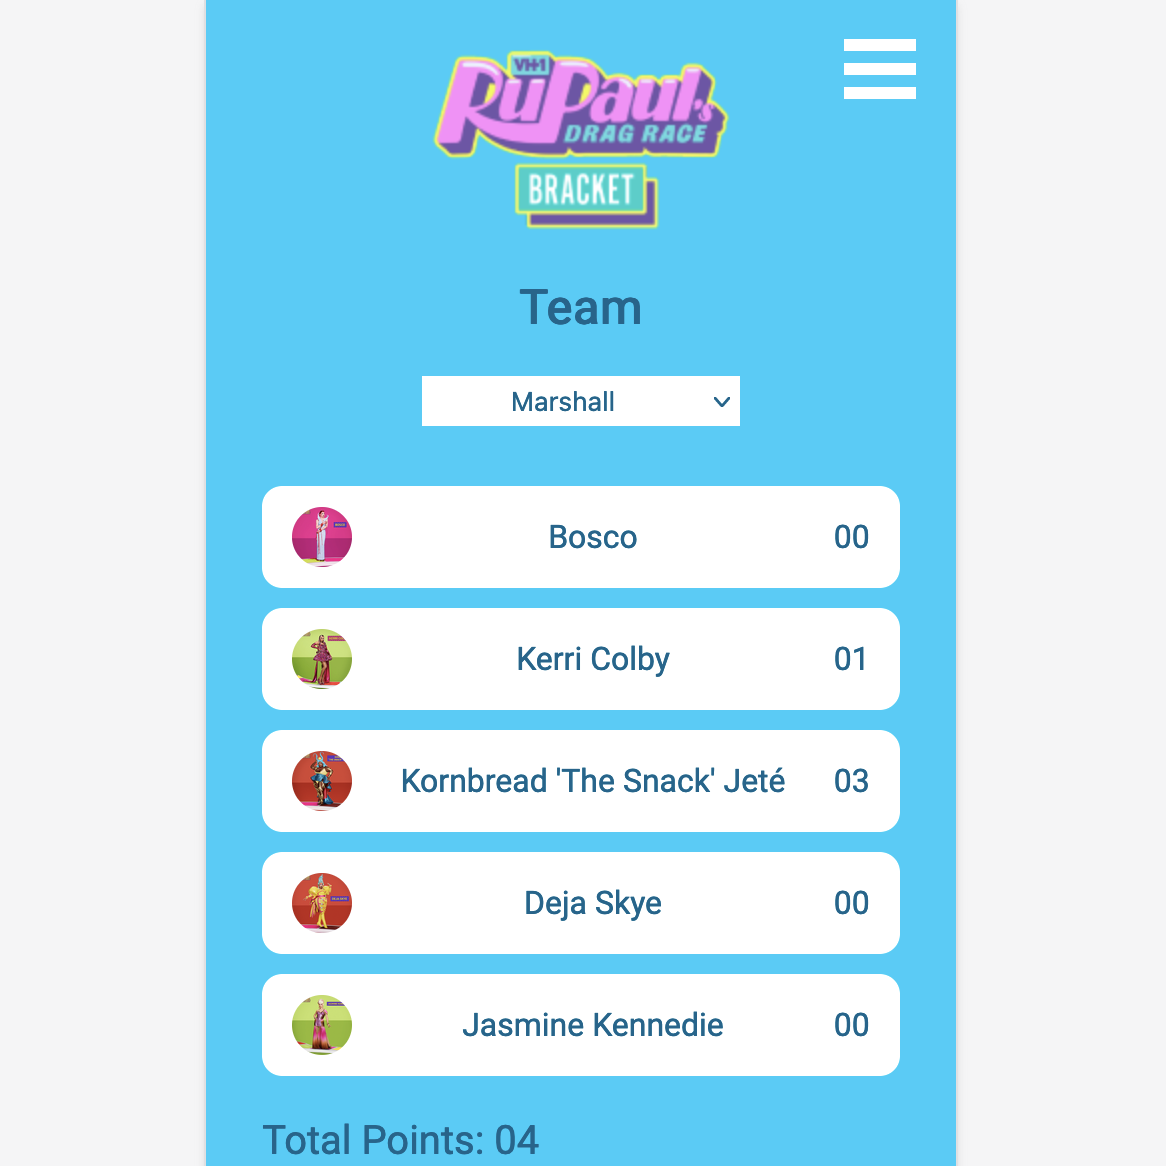 VH1
RuPaul's
DRAG RACE
BRACKET
Team
Marshall
Bosco 00
Kerri Colby 01
Kornbread 'The Snack' Jeté 03
Deja Skye 00
Jasmine Kennedie 00
Total Points: 04